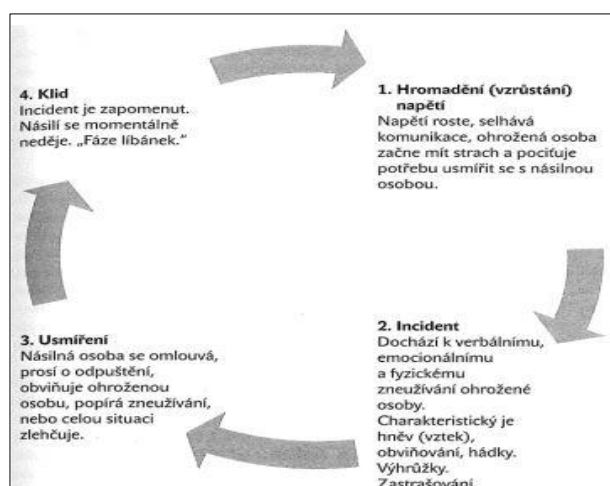 1. Hromadění (vzrůstání)
napětí
Napětí roste, selhává
komunikace, ohrožená osoba
začne mít strach a pociťuje
potřebu usmířit se s násilnou
osobou.
2. Incident
Dochází k verbálnímu,
emocionálnímu
a fyzickému
zneužívání ohrožené
osoby.
Charakteristický je
hněv (vztek),
obviňování, hádky.
Výhrůžky.
Zastrašování
3. Usmíření
Násilná osoba se omlouvá,
prosí o odpuštění,
obviňuje ohroženou
osobu, popírá zneužívání,
nebo celou situaci
zlehčuje.
4. Klid
Incident je zapomenut.
Násilí se momentálně
neděje. „Fáze líbánek.“